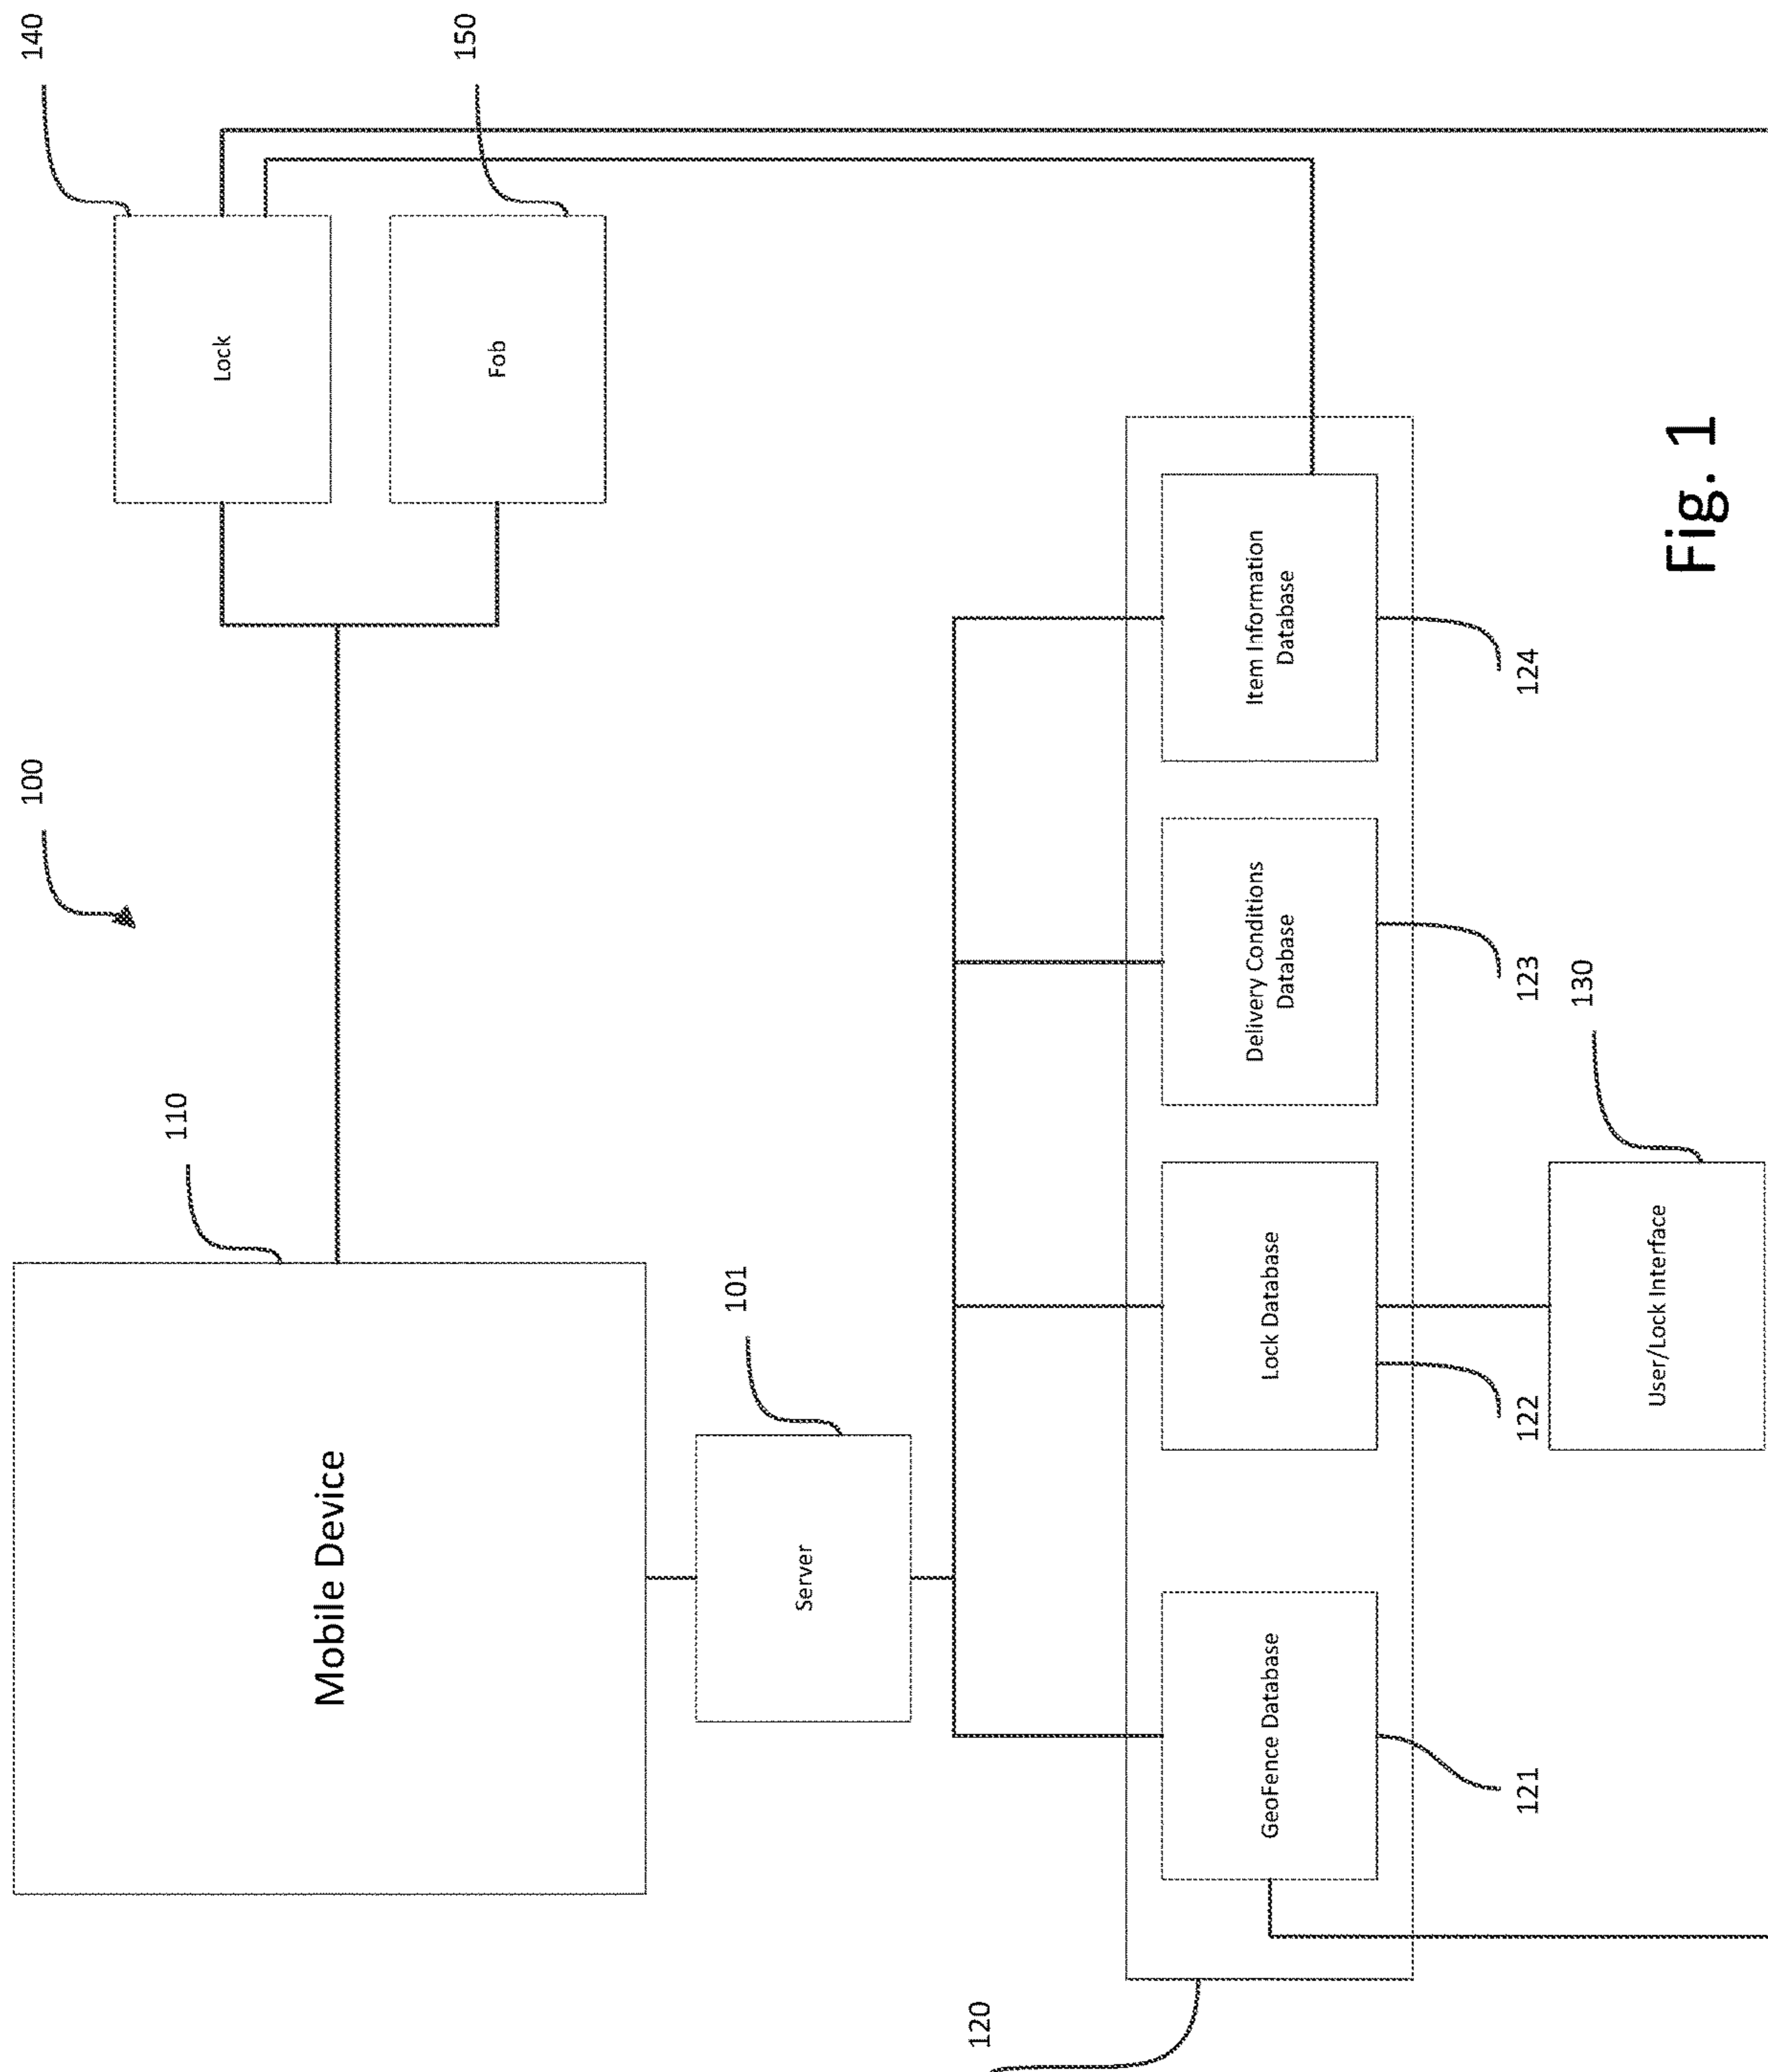 100
140
110
Mobile Device
Lock
150
Fob
101
Server
120
GeoFence Database
Lock Database
Delivery Conditions
Database
Item Information
Database
121
122
123
124
130
User/Lock Interface
Fig. 1